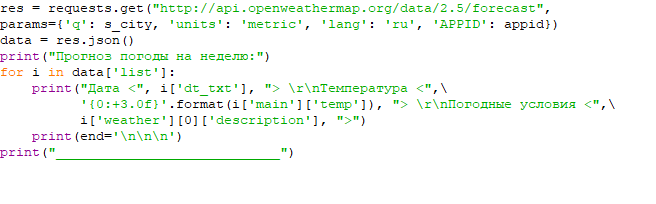 res = requests.get("http://api.openweathermap.org/data/2.5/forecast",
params={'q': s_city, 'units': 'metric', 'lang': 'ru', 'APPID': appid})
data = res.json()
print("Прогноз погоды на неделю:")
for i in data['list']:
    print("Дата <", i['dt_txt'], "> \r\nТемпература <",\
          '{0:+3.0f}'.format(i['main']['temp']), "> \r\nПогодные условия <",\
          i['weather'][0]['description'], ">")
    print(end='\n\n\n')
print("____________________________")